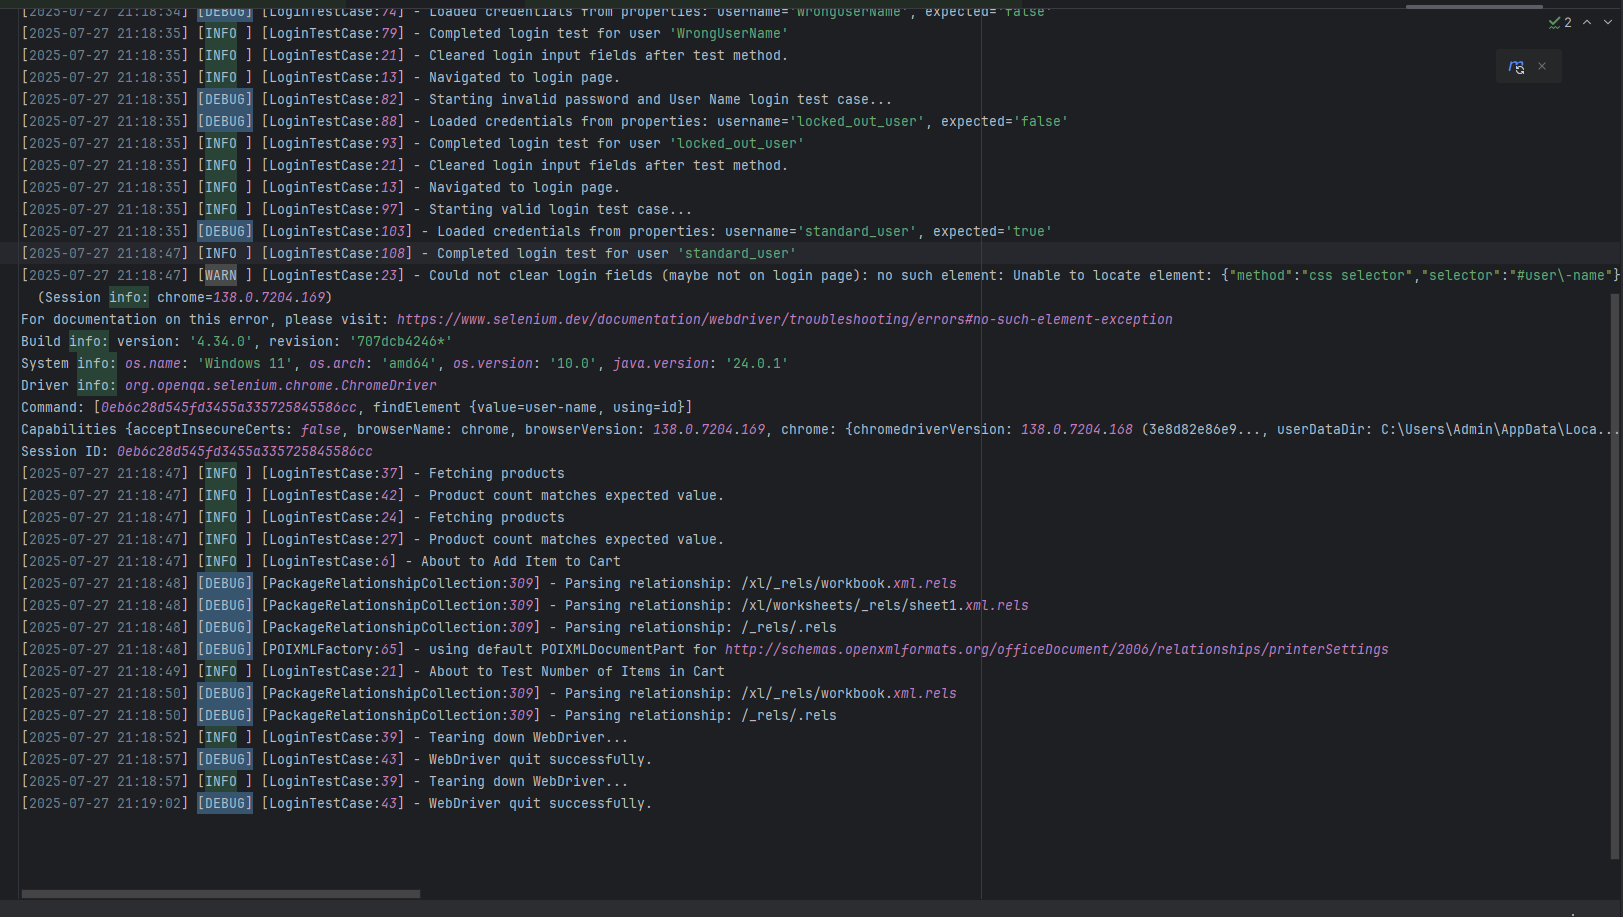 [2025-07-27 21:18:34] [DEBUG] [LoginTestCase:74] - Loaded credentials from properties: username='WrongUserName', expected='false'
[2025-07-27 21:18:35] [INFO ] [LoginTestCase:79] - Completed login test for user 'WrongUserName'
[2025-07-27 21:18:35] [INFO ] [LoginTestCase:21] - Cleared login input fields after test method.
[2025-07-27 21:18:35] [INFO ] [LoginTestCase:13] - Navigated to login page.
[2025-07-27 21:18:35] [DEBUG] [LoginTestCase:82] - Starting invalid password and User Name login test case...
[2025-07-27 21:18:35] [DEBUG] [LoginTestCase:88] - Loaded credentials from properties: username='locked_out_user', expected='false'
[2025-07-27 21:18:35] [INFO ] [LoginTestCase:93] - Completed login test for user 'locked_out_user'
[2025-07-27 21:18:35] [INFO ] [LoginTestCase:21] - Cleared login input fields after test method.
[2025-07-27 21:18:35] [INFO ] [LoginTestCase:13] - Navigated to login page.
[2025-07-27 21:18:35] [INFO ] [LoginTestCase:97] - Starting valid login test case...
[2025-07-27 21:18:35] [DEBUG] [LoginTestCase:103] - Loaded credentials from properties: username='standard_user', expected='true'
[2025-07-27 21:18:47] [INFO ] [LoginTestCase:108] - Completed login test for user 'standard_user'
[2025-07-27 21:18:47] [WARN ] [LoginTestCase:23] - Could not clear login fields (maybe not on login page): no such element: Unable to locate element: {"method":"css selector","selector":"#user\-name"}
(Session info: chrome=138.0.7204.169)
For documentation on this error, please visit: https://www.selenium.dev/documentation/webdriver/troubleshooting/errors#no-such-element-exception
Build info: version: '4.34.0', revision: '707dcb4246*'
System info: os.name: 'Windows 11', os.arch: 'amd64', os.version: '10.0', java.version: '24.0.1'
Driver info: org.openqa.selenium.chrome.ChromeDriver
Command: [0eb6c28d545fd3455a335725845586cc, findElement {value=user-name, using=id}]
Capabilities {acceptInsecureCerts: false, browserName: chrome, browserVersion: 138.0.7204.169, chrome: {chromedriverVersion: 138.0.7204.168 (3e8d82e86e9..., userDataDir: C:\Users\Admin\AppData\Loca...
Session ID: 0eb6c28d545fd3455a335725845586cc
[2025-07-27 21:18:47] [INFO ] [LoginTestCase:37] - Fetching products
[2025-07-27 21:18:47] [INFO ] [LoginTestCase:42] - Product count matches expected value.
[2025-07-27 21:18:47] [INFO ] [LoginTestCase:24] - Fetching products
[2025-07-27 21:18:47] [INFO ] [LoginTestCase:27] - Product count matches expected value.
[2025-07-27 21:18:47] [INFO ] [LoginTestCase:6] - About to Add Item to Cart
[2025-07-27 21:18:48] [DEBUG] [PackageRelationshipCollection:309] - Parsing relationship: /xl/_rels/workbook.xml.rels
[2025-07-27 21:18:48] [DEBUG] [PackageRelationshipCollection:309] - Parsing relationship: /xl/worksheets/_rels/sheet1.xml.rels
[2025-07-27 21:18:48] [DEBUG] [PackageRelationshipCollection:309] - Parsing relationship: /_rels/.rels
[2025-07-27 21:18:48] [DEBUG] [POIXMLFactory:65] - using default POIXMLDocumentPart for http://schemas.openxmlformats.org/officeDocument/2006/relationships/printerSettings
[2025-07-27 21:18:49] [INFO ] [LoginTestCase:21] - About to Test Number of Items in Cart
[2025-07-27 21:18:50] [DEBUG] [PackageRelationshipCollection:309] - Parsing relationship: /xl/_rels/workbook.xml.rels
[2025-07-27 21:18:50] [DEBUG] [PackageRelationshipCollection:309] - Parsing relationship: /_rels/.rels
[2025-07-27 21:18:52] [INFO ] [LoginTestCase:39] - Tearing down WebDriver...
[2025-07-27 21:18:57] [DEBUG] [LoginTestCase:43] - WebDriver quit successfully.
[2025-07-27 21:18:57] [INFO ] [LoginTestCase:39] - Tearing down WebDriver...
[2025-07-27 21:19:02] [DEBUG] [LoginTestCase:43] - WebDriver quit successfully.
2